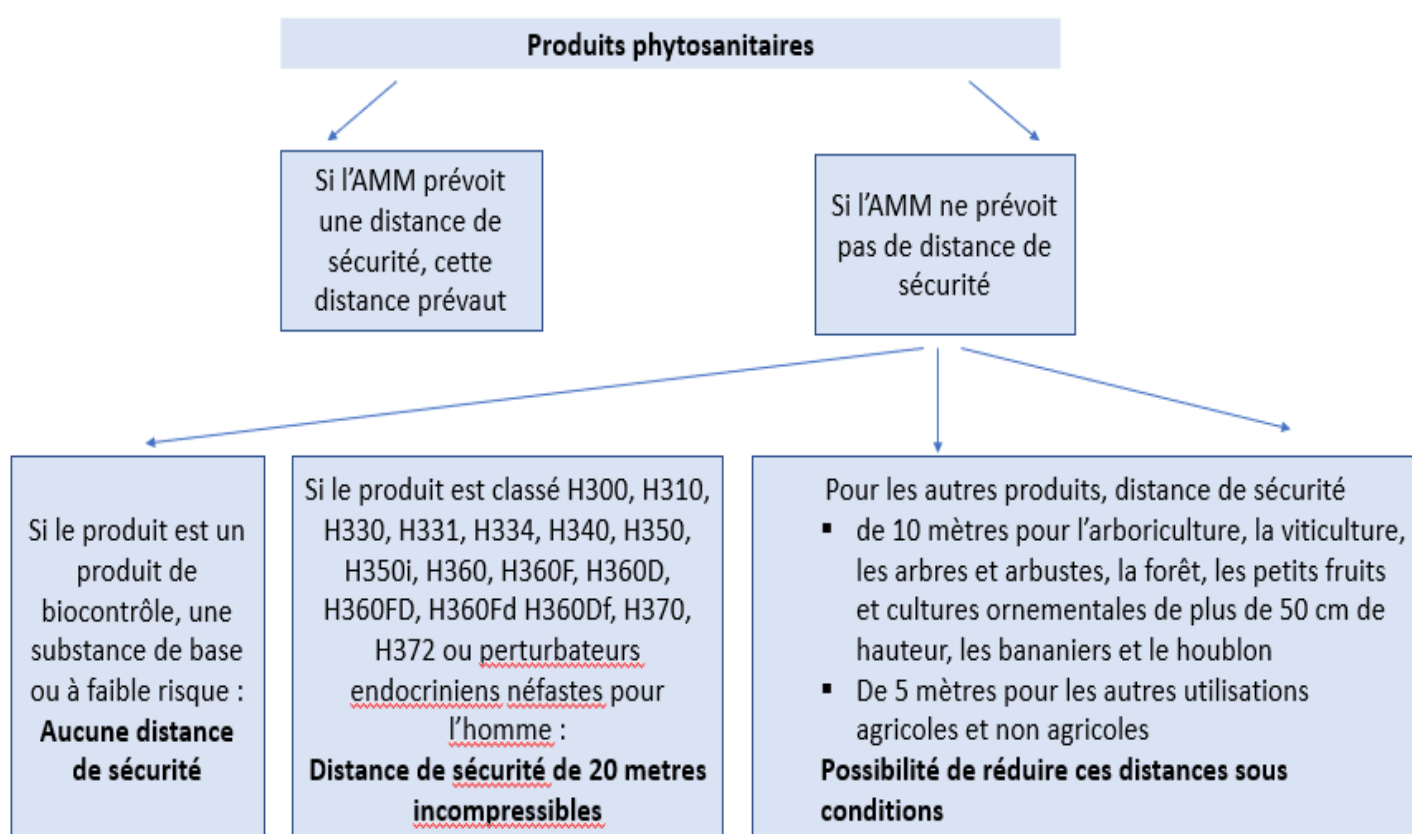 Produits phytosanitaires
Si l'AMM prévoit
une distance de
sécurité, cette
distance prévaut
Si l'AMM ne prévoit
pas de distance de
sécurité
Si le produit est un
produit de
biocontrôle, une
substance de base
ou à faible risque :
Aucune distance
de sécurité
Si le produit est classé H300, H310,
H330, H331, H334, H340, H350,
H350i, H360, H360F, H360D,
H360FD, H360Fd H360Df, H370,
H372 ou perturbateurs
endocriniens néfastes pour
l'homme :
Distance de sécurité de 20 metres
incompressibles
Pour les autres produits, distance de sécurité
▪ de 10 mètres pour l'arboriculture, la viticulture,
les arbres et arbustes, la forêt, les petits fruits
et cultures ornementales de plus de 50 cm de
hauteur, les bananiers et le houblon
▪ De 5 mètres pour les autres utilisations
agricoles et non agricoles
Possibilité de réduire ces distances sous
conditions